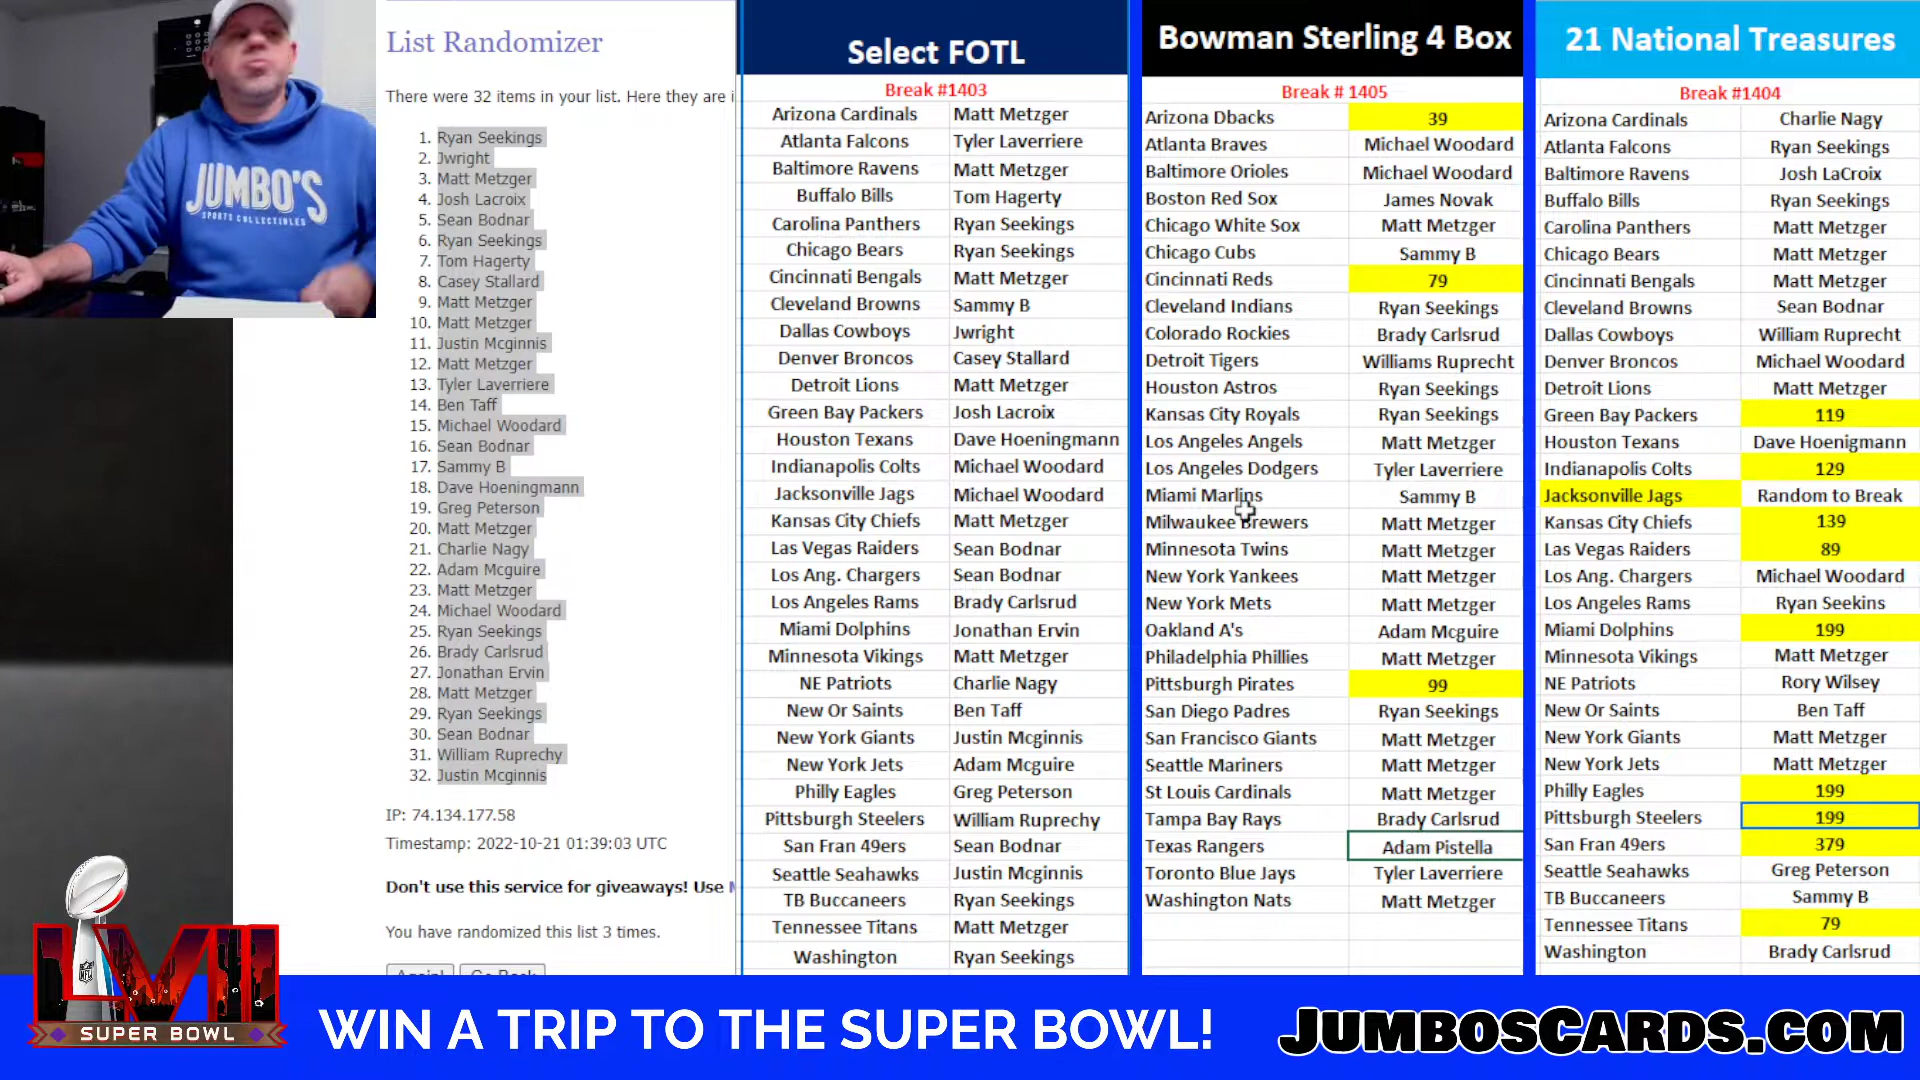 JUMBO'S
SPORTS COLLECTIBLES
List Randomizer
There were 32 items in your list. Here they are i
1. Ryan Seekings
2. Jwright
3. Matt Metzger
4. Josh Lacroix
5. Sean Bodnar
6. Ryan Seekings
7. Tom Hagerty
8. Casey Stallard
9. Matt Metzger
10. Matt Metzger
11. Justin Mcginnis
12. Matt Metzger
13. Tyler Laverriere
14. Ben Taff
15. Michael Woodard
16. Sean Bodnar
17. Sammy B
18. Dave Hoeningmann
19. Greg Peterson
20. Matt Metzger
21. Charlie Nagy
22. Adam Mcguire
23. Matt Metzger
24. Michael Woodard
25. Ryan Seekings
26. Brady Carlsrud
27. Jonathan Ervin
28. Matt Metzger
29. Ryan Seekings
30. Sean Bodnar
31. William Ruprechy
32. Justin Mcginnis
IP: 74.134.177.58
Timestamp: 2022-10-21 01:39:03 UTC
Don't use this service for giveaways! Use
You have randomized this list 3 times.
Again! Go Back
Select FOTL
Break #1403
Arizona Cardinals Matt Metzger
Atlanta Falcons Tyler Laverriere
Baltimore Ravens Matt Metzger
Buffalo Bills Tom Hagerty
Carolina Panthers Ryan Seekings
Chicago Bears Ryan Seekings
Cincinnati Bengals Matt Metzger
Cleveland Browns Sammy B
Dallas Cowboys Jwright
Denver Broncos Casey Stallard
Detroit Lions Matt Metzger
Green Bay Packers Josh Lacroix
Houston Texans Dave Hoeningmann
Indianapolis Colts Michael Woodard
Jacksonville Jags Michael Woodard
Kansas City Chiefs Matt Metzger
Las Vegas Raiders Sean Bodnar
Los Ang. Chargers Sean Bodnar
Los Angeles Rams Brady Carlsrud
Miami Dolphins Jonathan Ervin
Minnesota Vikings Matt Metzger
NE Patriots Charlie Nagy
New Or Saints Ben Taff
New York Giants Justin Mcginnis
New York Jets Adam Mcguire
Philly Eagles Greg Peterson
Pittsburgh Steelers William Ruprechy
San Fran 49ers Sean Bodnar
Seattle Seahawks Justin Mcginnis
TB Buccaneers Ryan Seekings
Tennessee Titans Matt Metzger
Washington Ryan Seekings
Bowman Sterling 4 Box
Break # 1405
Arizona Dbacks 39
Atlanta Braves Michael Woodard
Baltimore Orioles Michael Woodard
Boston Red Sox James Novak
Chicago White Sox Matt Metzger
Chicago Cubs Sammy B
Cincinnati Reds 79
Cleveland Indians Ryan Seekings
Colorado Rockies Brady Carlsrud
Detroit Tigers Williams Ruprecht
Houston Astros Ryan Seekings
Kansas City Royals Ryan Seekings
Los Angeles Angels Matt Metzger
Los Angeles Dodgers Tyler Laverriere
Miami Marlins Sammy B
Milwaukee Brewers Matt Metzger
Minnesota Twins Matt Metzger
New York Yankees Matt Metzger
New York Mets Matt Metzger
Oakland A's Adam Mcguire
Philadelphia Phillies Matt Metzger
Pittsburgh Pirates 99
San Diego Padres Ryan Seekings
San Francisco Giants Matt Metzger
Seattle Mariners Matt Metzger
St Louis Cardinals Matt Metzger
Tampa Bay Rays Brady Carlsrud
Texas Rangers Adam Pistella
Toronto Blue Jays Tyler Laverriere
Washington Nats Matt Metzger
21 National Treasures
Break #1404
Arizona Cardinals Charlie Nagy
Atlanta Falcons Ryan Seekings
Baltimore Ravens Josh LaCroix
Buffalo Bills Ryan Seekings
Carolina Panthers Matt Metzger
Chicago Bears Matt Metzger
Cincinnati Bengals Matt Metzger
Cleveland Browns Sean Bodnar
Dallas Cowboys William Ruprecht
Denver Broncos Michael Woodard
Detroit Lions Matt Metzger
Green Bay Packers 119
Houston Texans Dave Hoenigmann
Indianapolis Colts 129
Jacksonville Jags Random to Break
Kansas City Chiefs 139
Las Vegas Raiders 89
Los Ang. Chargers Michael Woodard
Los Angeles Rams Ryan Seekins
Miami Dolphins 199
Minnesota Vikings Matt Metzger
NE Patriots Rory Wilsey
New Or Saints Ben Taff
New York Giants Matt Metzger
New York Jets Matt Metzger
Philly Eagles 199
Pittsburgh Steelers 199
San Fran 49ers 379
Seattle Seahawks Greg Peterson
TB Buccaneers Sammy B
Tennessee Titans 79
Washington Brady Carlsrud
LVII
NFL
SUPER BOWL
WIN A TRIP TO THE SUPER BOWL!
JUMBOSCARDS.COM